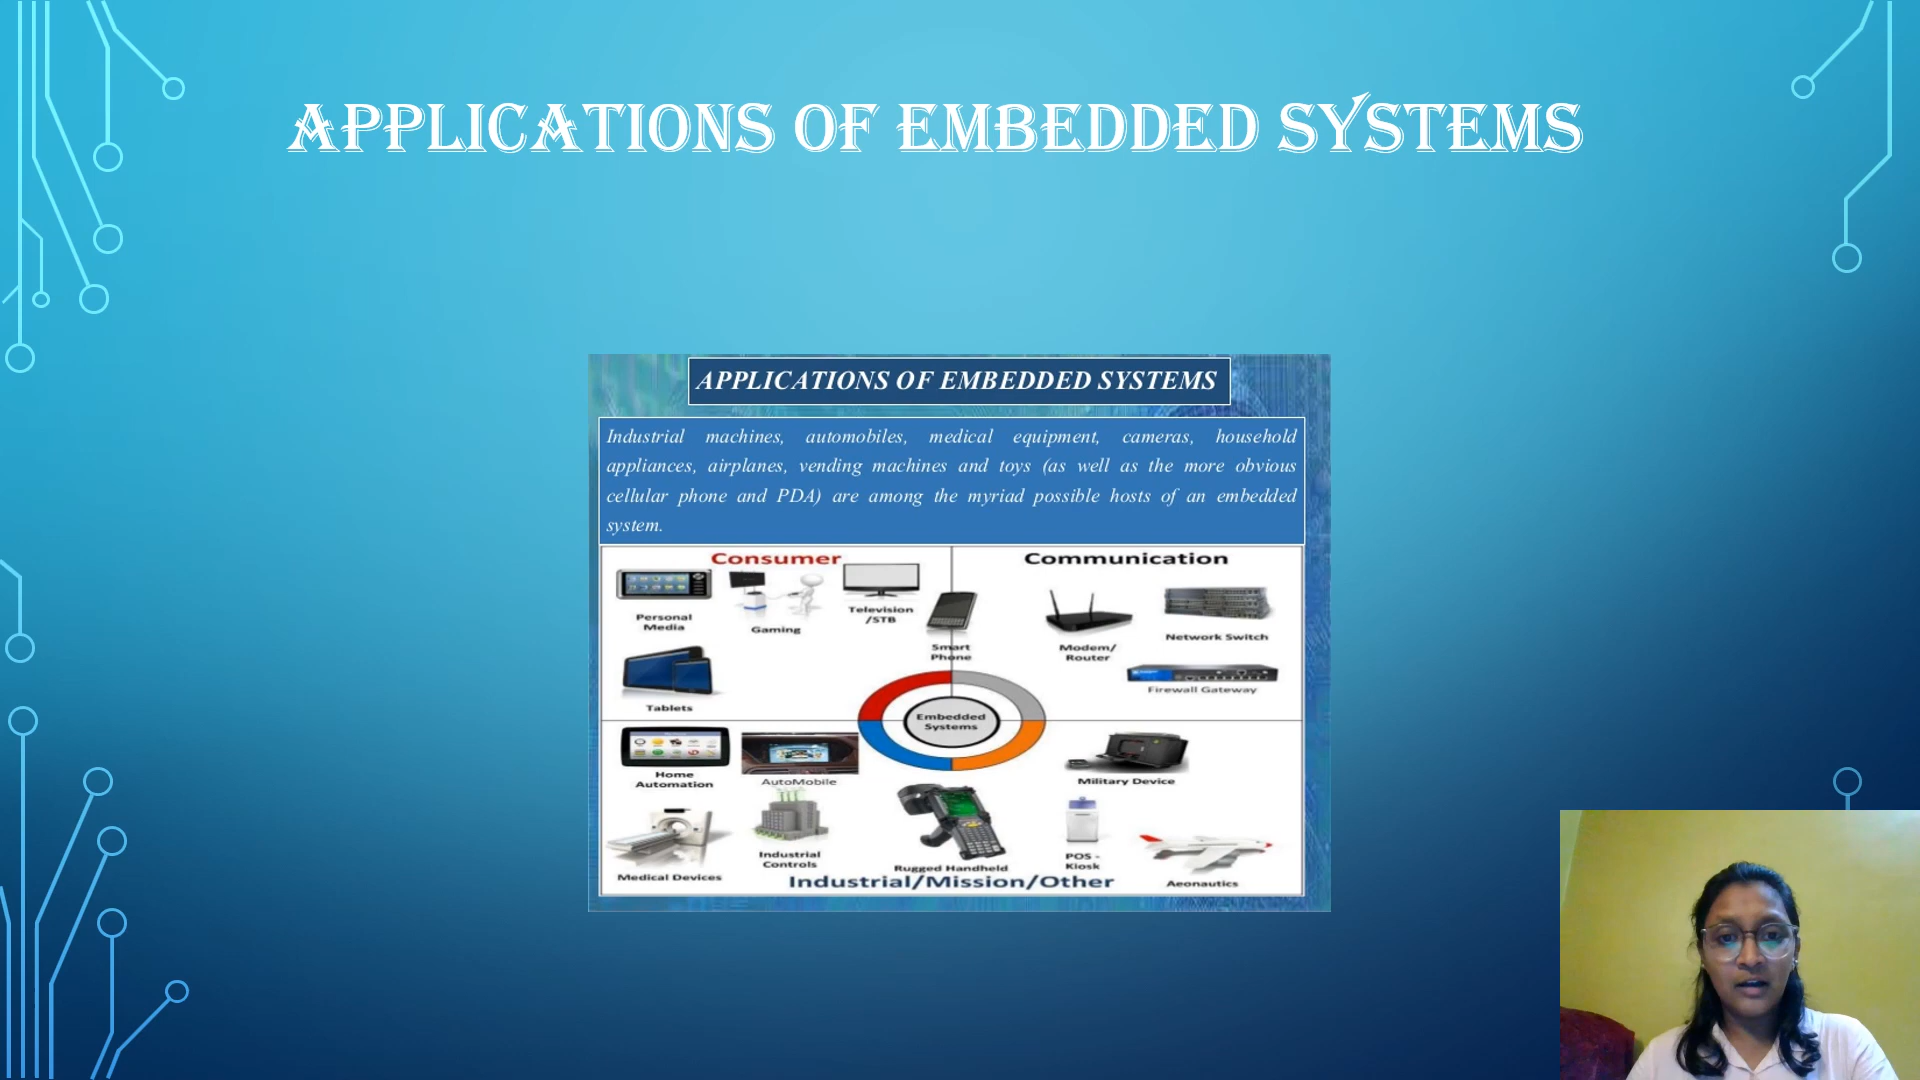 APPLICATIONS OF EMBEDDED SYSTEMS
APPLICATIONS OF EMBEDDED SYSTEMS
Industrial machines, automobiles, medical equipment, cameras, household
appliances, airplanes, vending machines and toys (as well as the more obvious
cellular phone and PDA) are among the myriad possible hosts of an embedded
system.
Consumer
Personal
Media
Gaming
Television
/STB
Smart
Phone
Tablets
Communication
Modem/
Router
Network Switch
Firewall Gateway
Embedded
Systems
Home
Automation
AutoMobile
Medical Devices
Industrial
Controls
Rugged Handheld
Military Device
POS -
Kiosk
Aeonautics
Industrial/Mission/Other